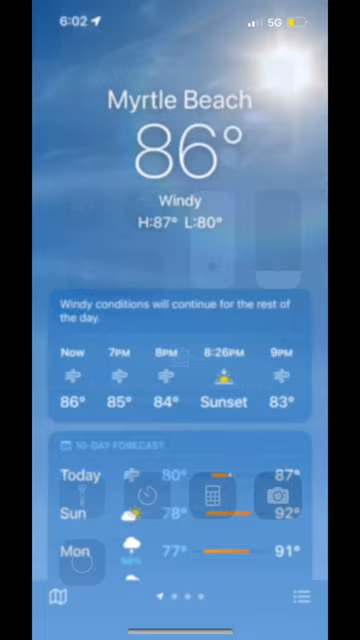 6:02 5G
Myrtle Beach
86°
Windy
H:87° L:80°
Windy conditions will continue for the rest of
the day.
Now 7PM 8PM 8:26PM 9PM
86° 85° 84° Sunset 83°
10-DAY FORECAST
Today 80° 87°
Sun 78° 92°
Mon 77° 91°